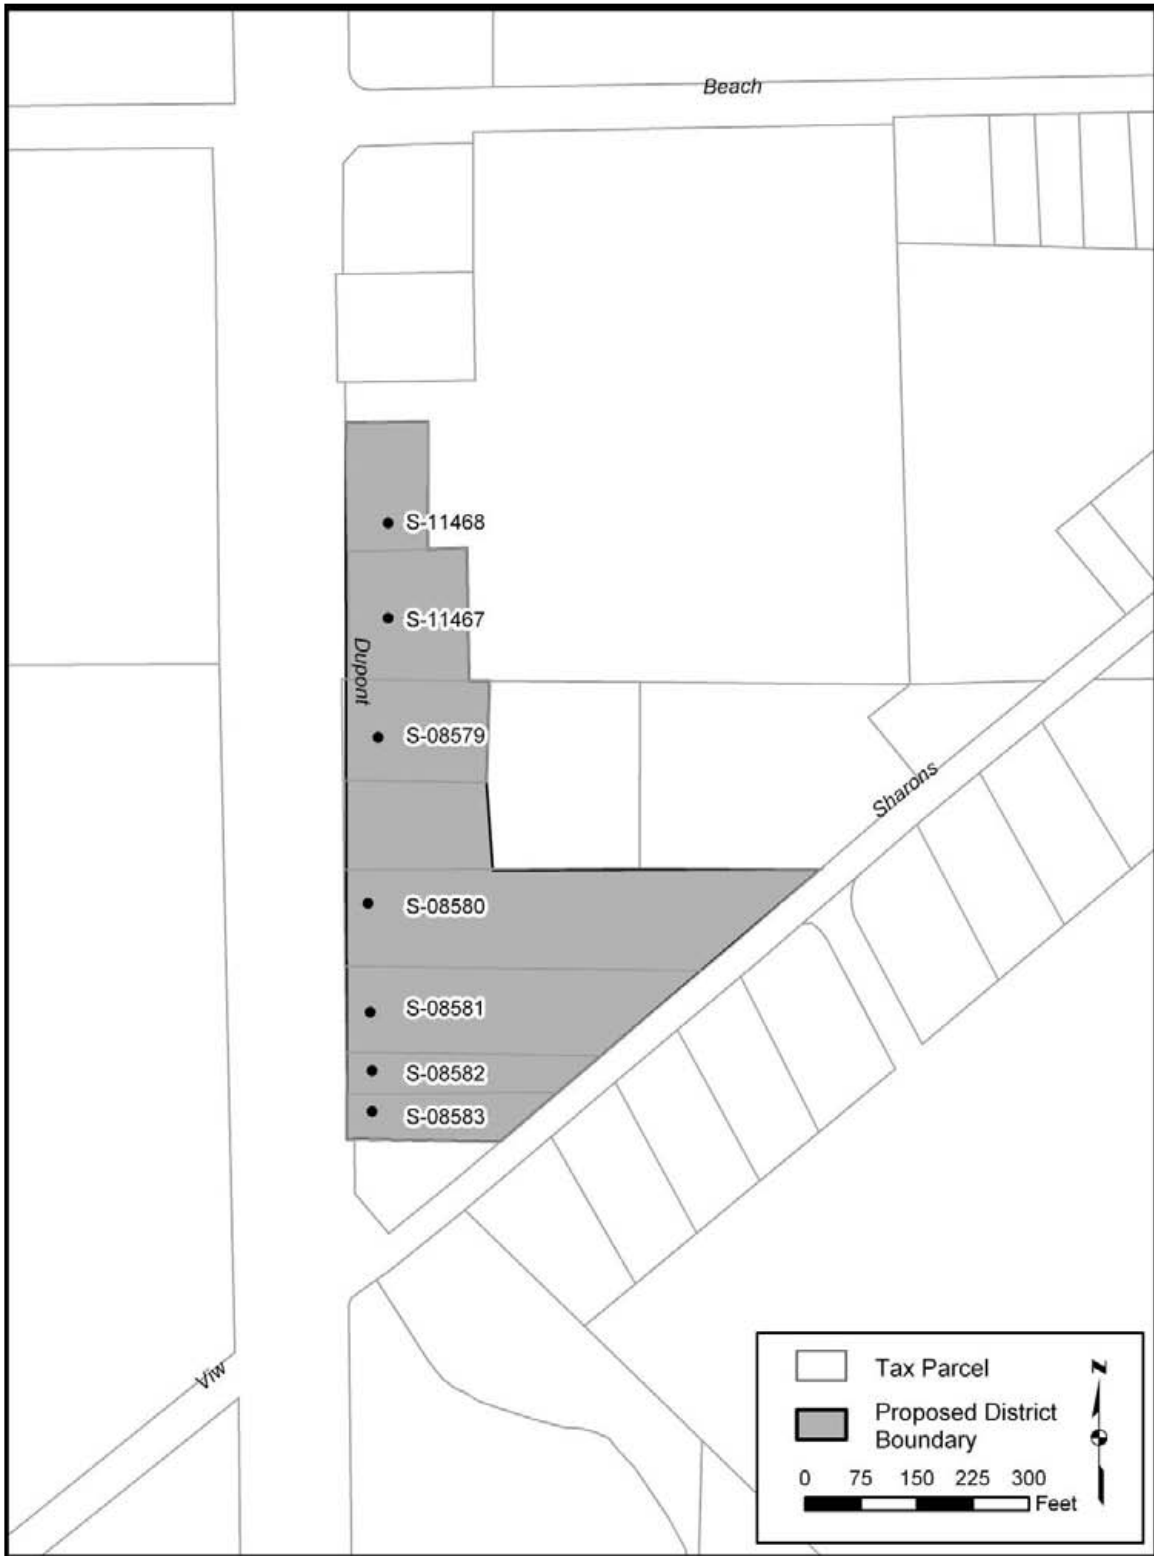 Beach
S-11468
S-11467
Dupont
S-08579
Sharons
S-08580
S-08581
S-08582
S-08583
Viw
Tax Parcel
Proposed District
Boundary
N
0 75 150 225 300
Feet